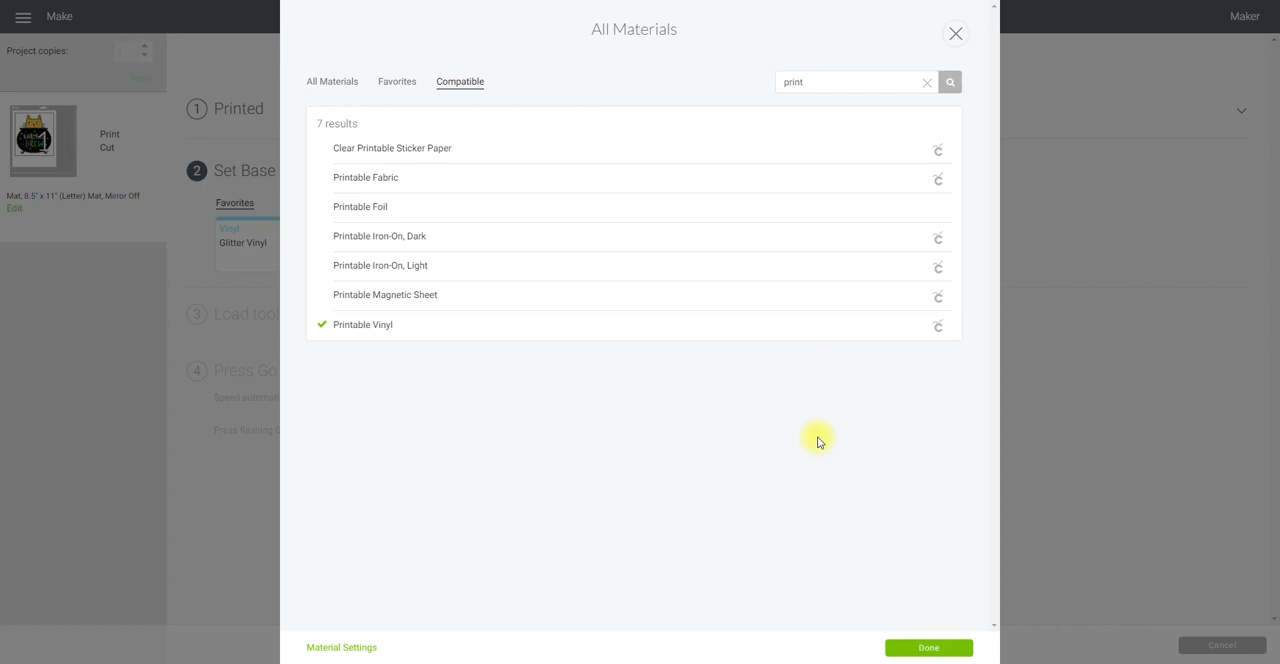 Make
All Materials
Maker
Project copies:
Apply
All Materials
Favorites
Compatible
print
1 Printed
Print
Cut
2 Set Base
Mat, 8.5" x 11" (Letter) Mat, Mirror Off
Edit
Favorites
Vinyl
Glitter Vinyl
3 Load tool
4 Press Go
Press flashing
7 results
Clear Printable Sticker Paper
Printable Fabric
Printable Foil
Printable Iron-On, Dark
Printable Iron-On, Light
Printable Magnetic Sheet
Printable Vinyl
Material Settings
Done
Cancel